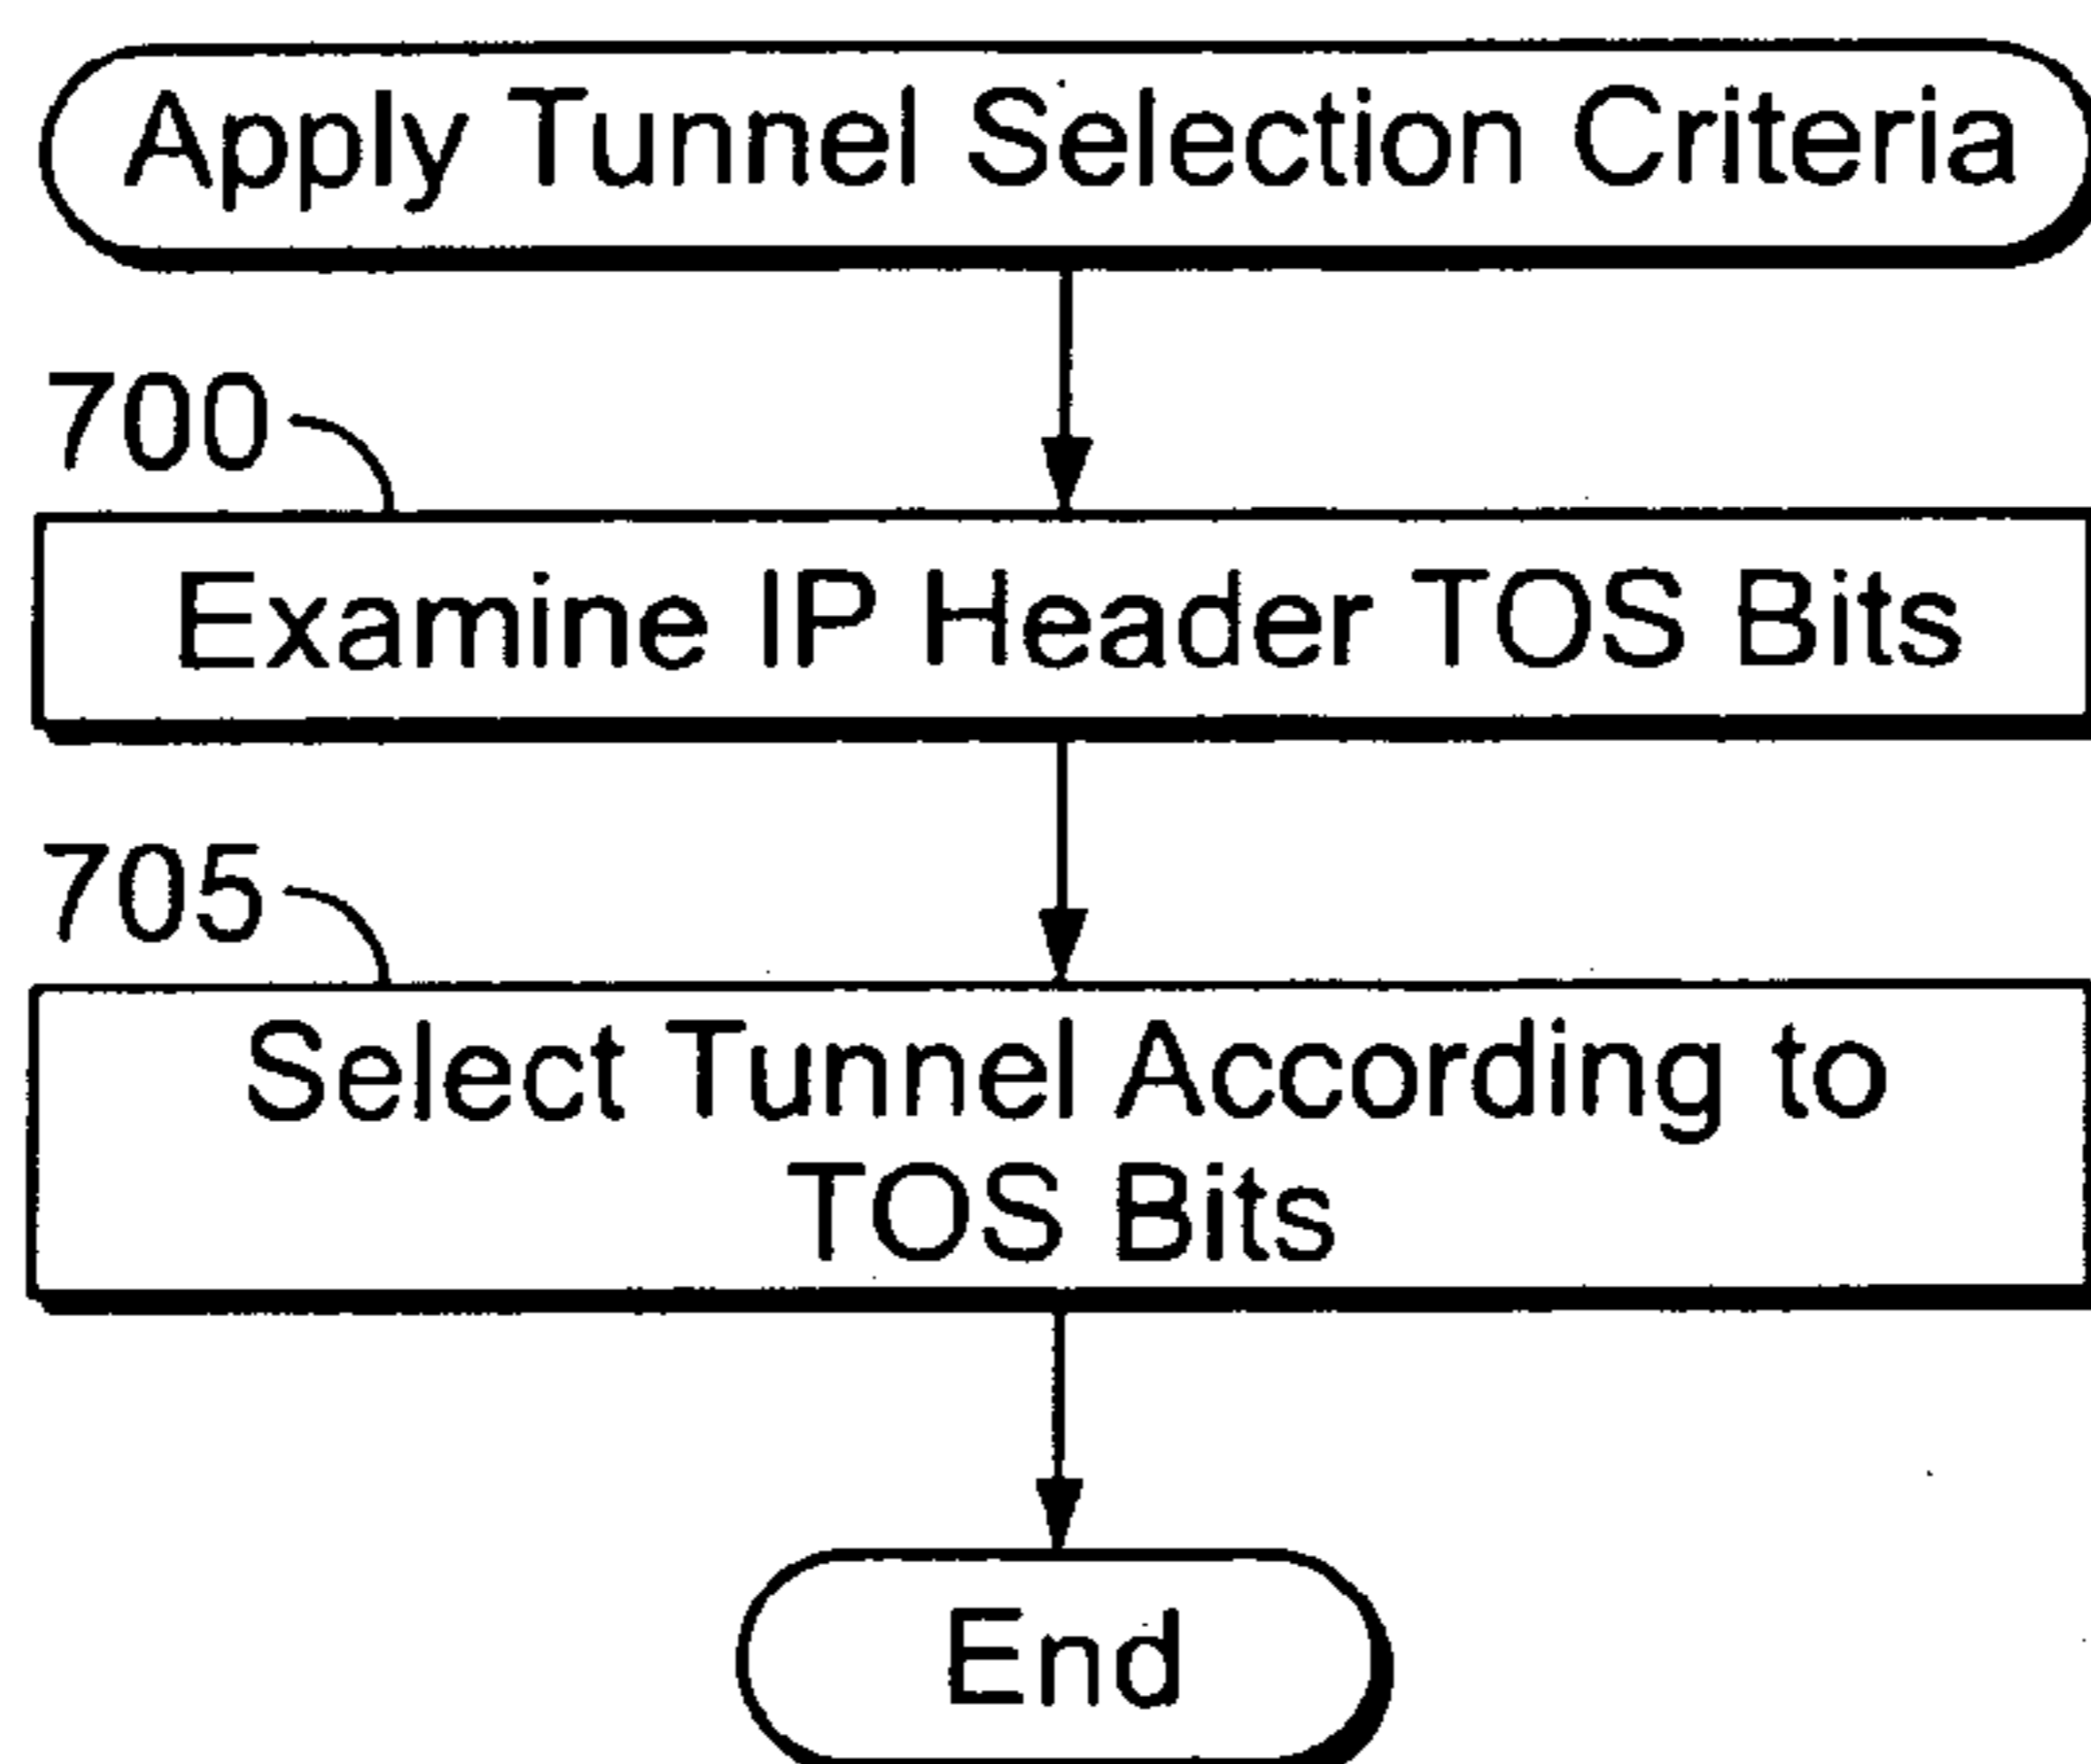 Apply Tunnel Selection Criteria
700
Examine IP Header TOS Bits
705
Select Tunnel According to
TOS Bits
End